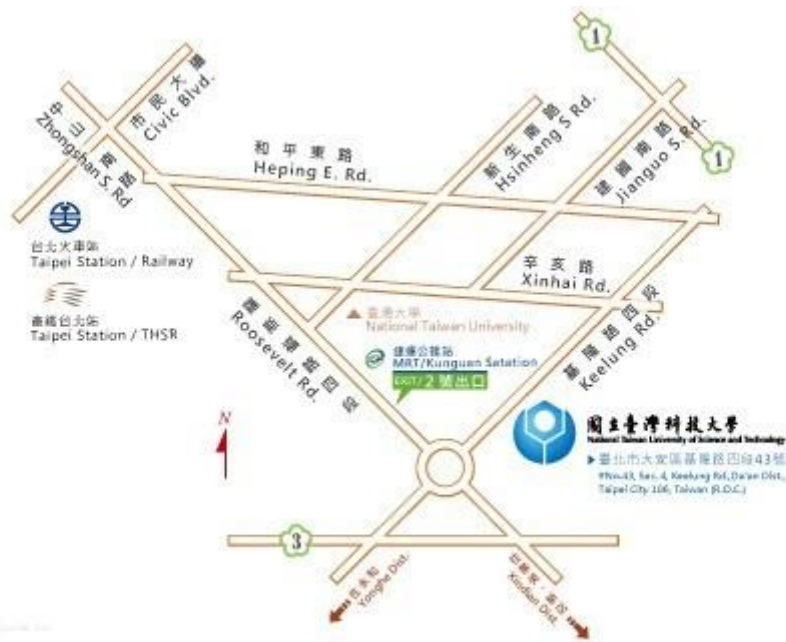 1
市民大道
Civic Blvd.
中山南路
Zhongshan S. Rd
和平東路
Heping E. Rd.
新生南路
Hsinheng S Rd.
建國南路
Jianguo S. Rd.
1
台北火車站
Taipei Station / Railway
高鐵台北站
Taipei Station / THSR
辛亥路
Xinhai Rd.
臺灣大學
National Taiwan University
羅斯福路四段
Roosevelt Rd.
捷運公館站
MRT/Kunguan Setation
EXIT/2號出口
基隆路四段
Keelung Rd.
N
國立臺灣科技大學
National Taiwan University of Science and Technology
臺北市大安區基隆路四段43號
#No.43, Sec. 4, Keelung Rd., Da'an Dist.,
Taipei City 106, Taiwan (R.O.C.)
3
Yonghe Dist.
Xindian Dist.